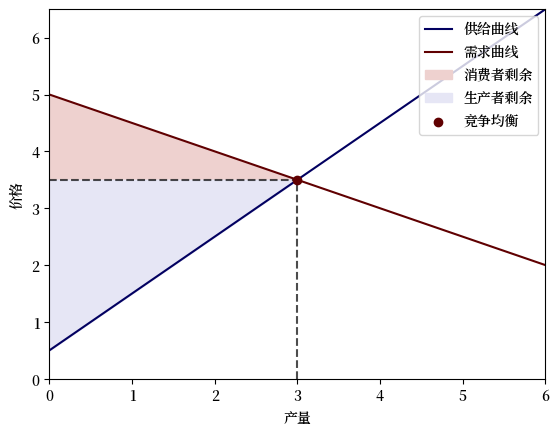 供给曲线
需求曲线
消费者剩余
生产者剩余
竞争均衡
价格
6
5
4
3
2
1
0
0 1 2 3 4 5 6
产量